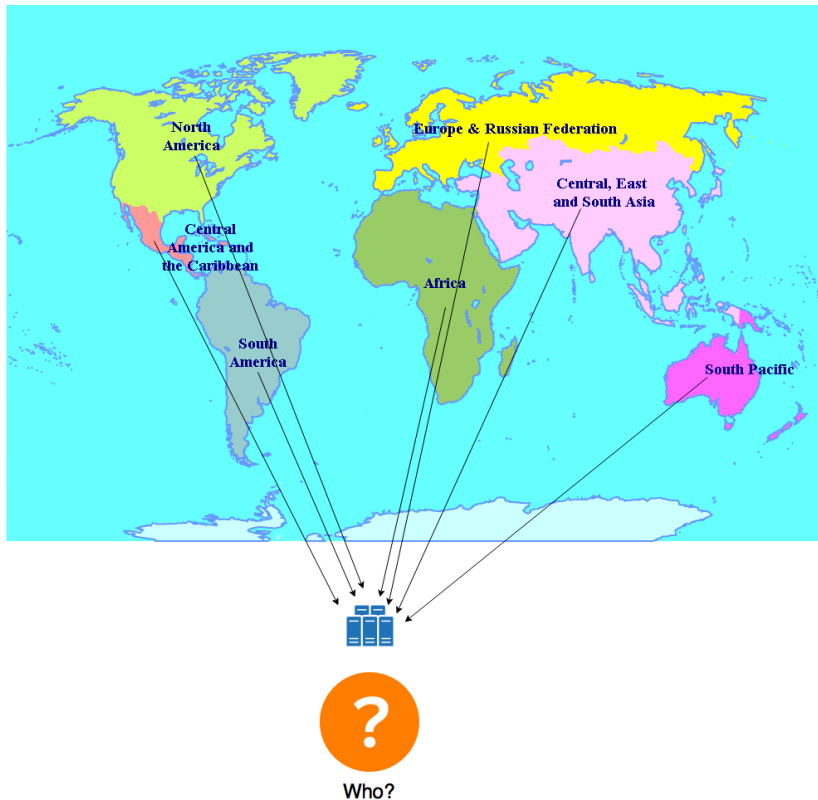 North
America
Europe & Russian Federation
Central, East
and South Asia
Central
America and
the Caribbean
Africa
South
America
South Pacific
?
Who?